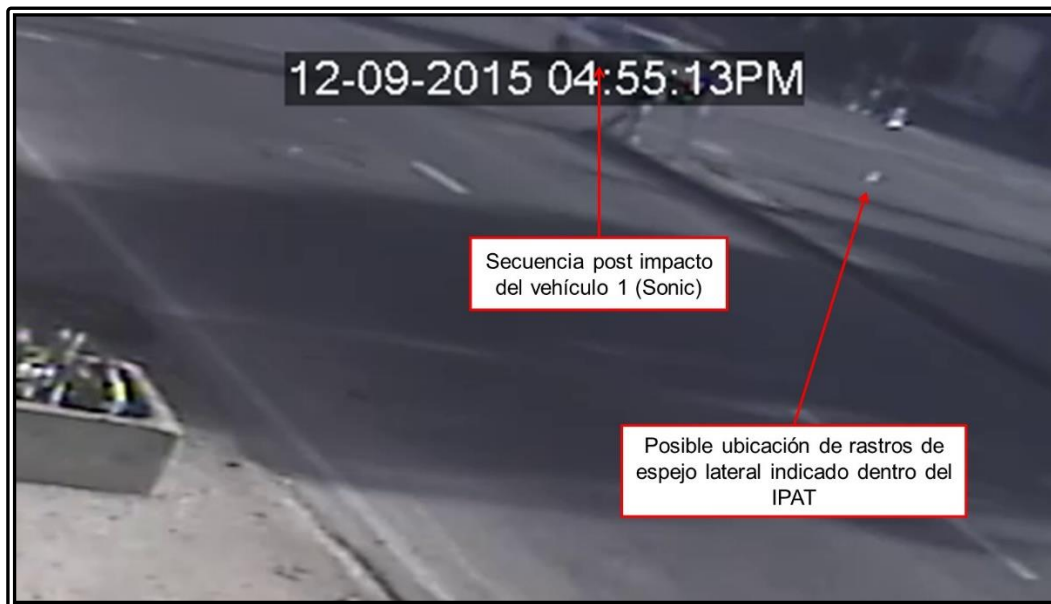 12-09-2015 04:55:13PM
Secuencia post impacto
del vehículo 1 (Sonic)
Posible ubicación de rastros de
espejo lateral indicado dentro del
IPAT